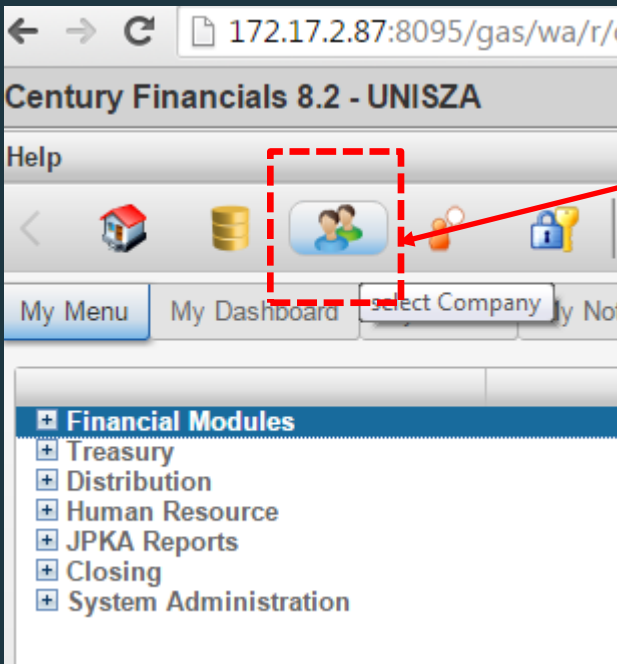 172.17.2.87:8095/gas/wa/r/
Century Financials 8.2 - UNISZA
Help
My Menu My Dashboard select Company
Financial Modules
Treasury
Distribution
Human Resource
JPKA Reports
Closing
System Administration